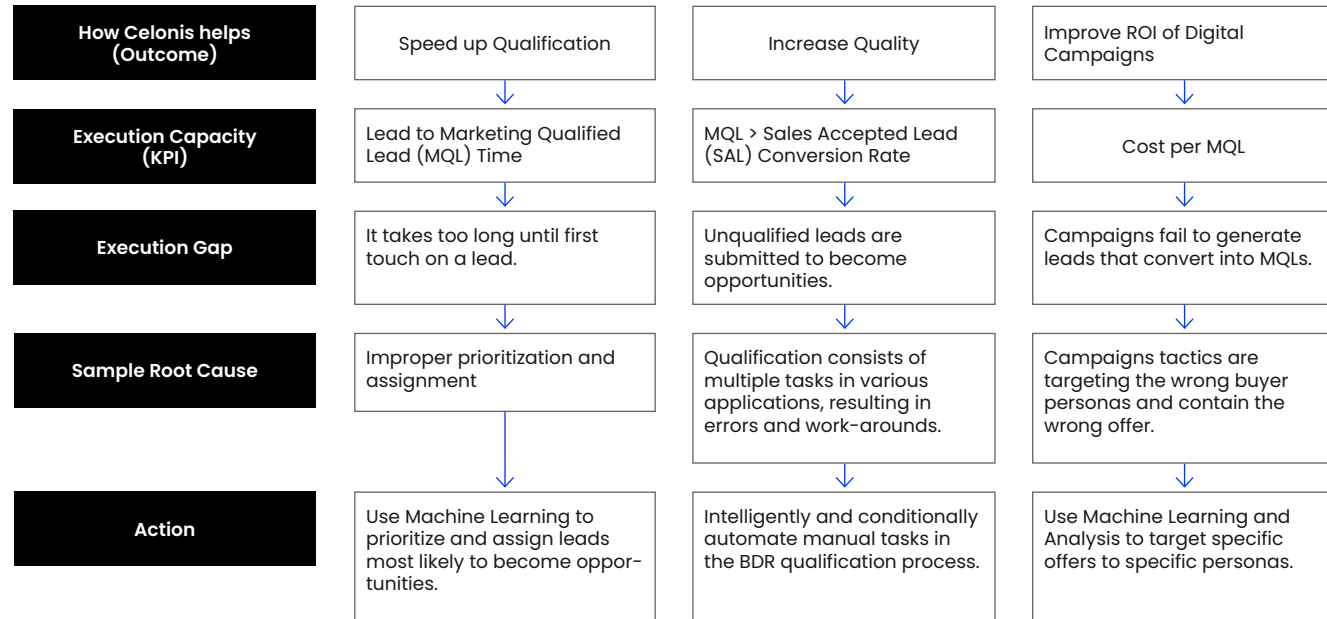 How Celonis helps
(Outcome)
Speed up Qualification
Increase Quality
Improve ROI of Digital
Campaigns
Execution Capacity
(KPI)
Lead to Marketing Qualified
Lead (MQL) Time
MQL > Sales Accepted Lead
(SAL) Conversion Rate
Cost per MQL
Execution Gap
It takes too long until first
touch on a lead.
Unqualified leads are
submitted to become
opportunities.
Campaigns fail to generate
leads that convert into MQLs.
Sample Root Cause
Improper prioritization and
assignment
Qualification consists of
multiple tasks in various
applications, resulting in
errors and work-arounds.
Campaigns tactics are
targeting the wrong buyer
personas and contain the
wrong offer.
Action
Use Machine Learning to
prioritize and assign leads
most likely to become oppor-
tunities.
Intelligently and conditionally
automate manual tasks in
the BDR qualification process.
Use Machine Learning and
Analysis to target specific
offers to specific personas.